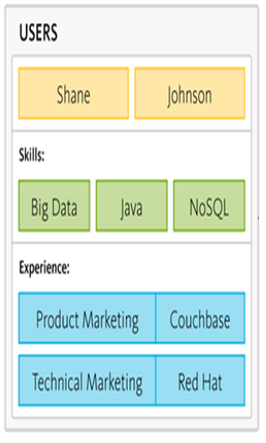 USERS
Shane Johnson
Skills:
Big Data Java NoSQL
Experience:
Product Marketing Couchbase
Technical Marketing Red Hat